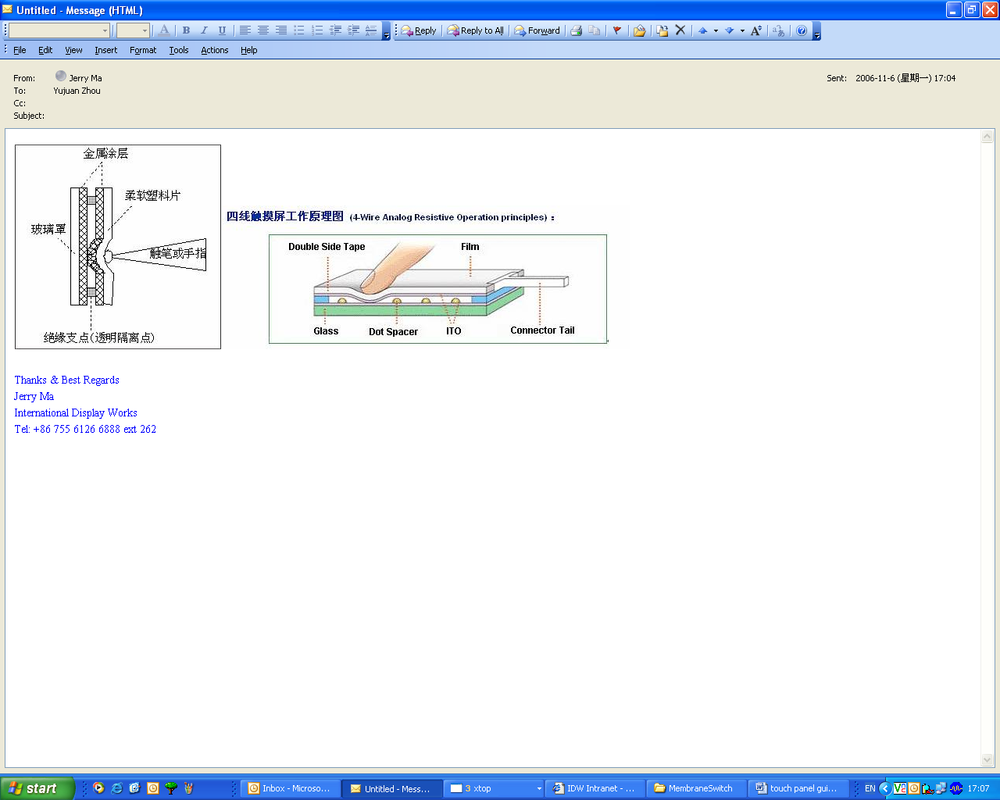 Untitled - Message (HTML)
A B I U Reply Reply to All Forward
File Edit View Insert Format Tools Actions Help
From: Jerry Ma Sent: 2006-11-6 (星期一) 17:04
To: Yujuan Zhou
Cc:
Subject:
金属涂层
柔软塑料片
玻璃罩
触笔或手指
绝缘支点(透明隔离点)
四线触摸屏工作原理图 (4-Wire Analog Resistive Operation principles) :
Double Side Tape Film
Glass Dot Spacer ITO Connector Tail
Thanks & Best Regards
Jerry Ma
International Display Works
Tel: +86 755 6126 6888 ext 262
start Inbox - Microso... Untitled - Mess... 3 xtop IDW Intranet - ... MembraneSwitch touch panel gui... EN 17:07